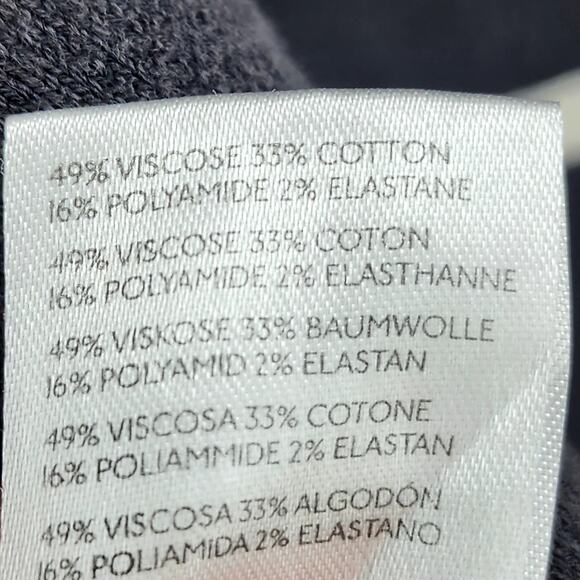 49% VISCOSE 33% COTTON
16% POLYAMIDE 2% ELASTANE
49% VISCOSE 33% COTON
16% POLYAMIDE 2% ELASTHANNE
49% VISKOSE 33% BAUMWOLLE
16% POLYAMID 2% ELASTAN
49% VISCOSA 33% COTONE
16% POLIAMMIDE 2% ELASTAN
49% VISCOSA 33% ALGODÓN
16% POLIAMIDA 2% ELASTANO